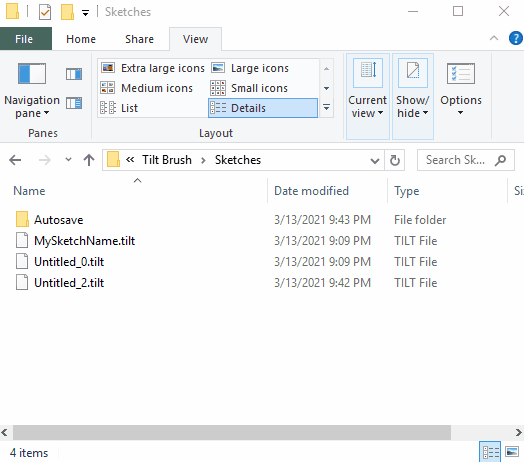 Sketches
File Home Share View
Navigation pane
Extra large icons Large icons
Medium icons Small icons
List Details
Current view
Show/ hide
Options
Panes Layout
« Tilt Brush Sketches Search Sk...
Name Date modified Type Si
Autosave 3/13/2021 9:43 PM File folder
MySketchName.tilt 3/13/2021 9:09 PM TILT File
Untitled_0.tilt 3/13/2021 9:09 PM TILT File
Untitled_2.tilt 3/13/2021 9:42 PM TILT File
4 items